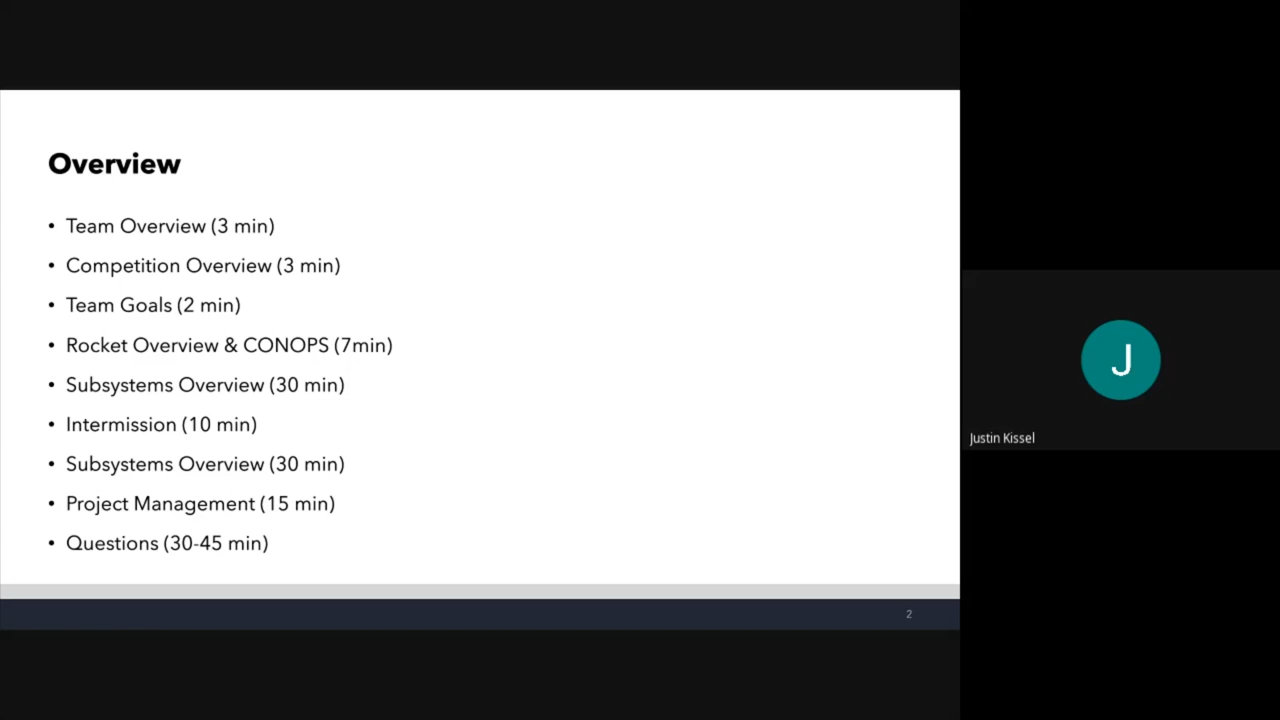 Overview
• Team Overview (3 min)
• Competition Overview (3 min)
• Team Goals (2 min)
• Rocket Overview & CONOPS (7min)
• Subsystems Overview (30 min)
• Intermission (10 min)
• Subsystems Overview (30 min)
• Project Management (15 min)
• Questions (30-45 min)
2
J
Justin Kissel